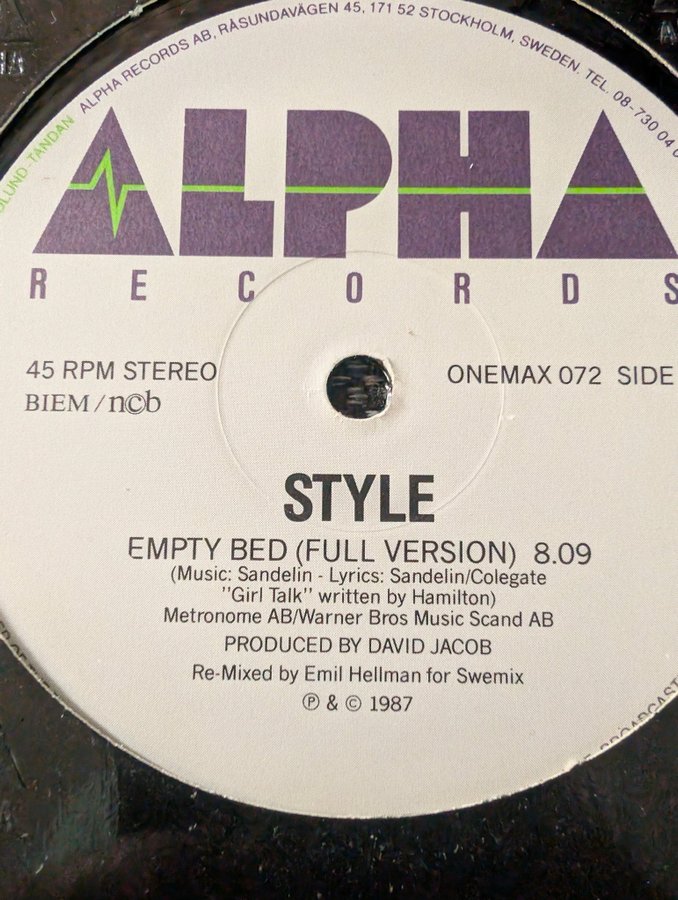 ALPHA RECORDS AB, RÅSUNDAVÄGEN 45, 171 52 STOCKHOLM, SWEDEN. TEL. 08-730 04
ALPHA
RECORDS
45 RPM STEREO
BIEM/n©b
ONEMAX 072 SIDE
STYLE
EMPTY BED (FULL VERSION) 8.09
(Music: Sandelin - Lyrics: Sandelin/Colegate
"Girl Talk" written by Hamilton)
Metronome AB/Warner Bros Music Scand AB
PRODUCED BY DAVID JACOB
Re-Mixed by Emil Hellman for Swemix
℗ & © 1987